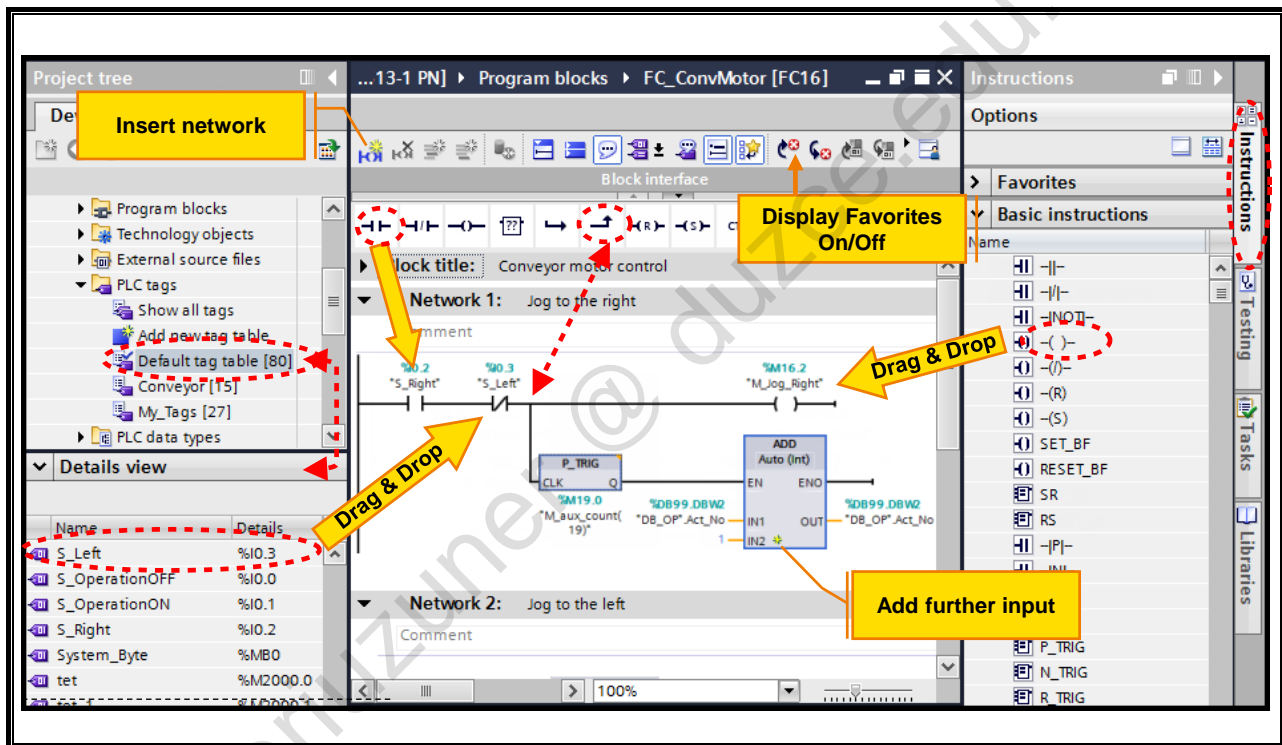 Project tree
...13-1 PN] ▸ Program blocks ▸ FC_ConvMotor [FC16]
Instructions
Insert network
Options
Block interface
Favorites
Basic instructions
Name
Display Favorites
On/Off
Program blocks
Technology objects
External source files
PLC tags
Show all tags
Add new tag table
Default tag table [80]
Conveyor [15]
My_Tags [27]
PLC data types
Details view
Name Details
S_Left %I0.3
S_OperationOFF %I0.0
S_OperationON %I0.1
S_Right %I0.2
System_Byte %MB0
tet %M2000.0
??
(R)
(S)
Block title: Conveyor motor control
Network 1: Jog to the right
Comment
%I0.3
%M16.2
"S_Right" "S_Left" "M_Jog_Right"
Drag & Drop
Drag & Drop
P_TRIG
CLK Q
%M19.0
"M_aux_count(
19)"
ADD
Auto (Int)
EN ENO
%DB99.DBW2
"DB_OP".Act_No
IN1 OUT
%DB99.DBW2
"DB_OP".Act_No
1 IN2
Add further input
Network 2: Jog to the left
Comment
100%
-||-
-|/|-
-|NOT|-
-( )-
-(/)-
-(R)
-(S)
SET_BF
RESET_BF
SR
RS
-|P|-
-|N|-
P_TRIG
N_TRIG
R_TRIG
Instructions
Testing
Tasks
Libraries
@ duzce.edu.